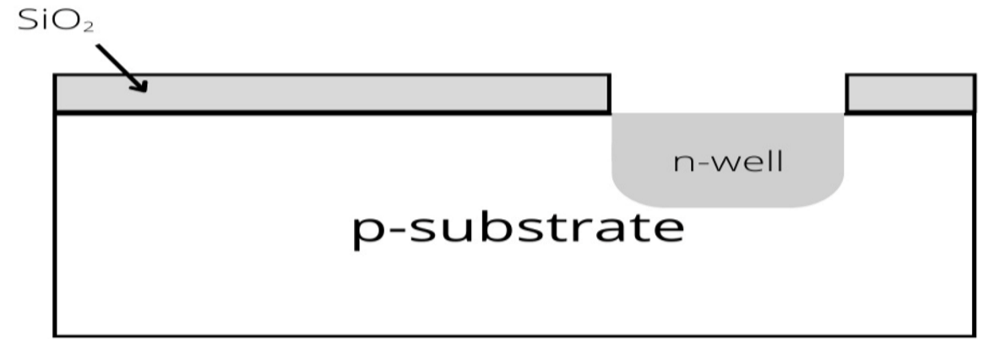 SiO₂
n-well
p-substrate